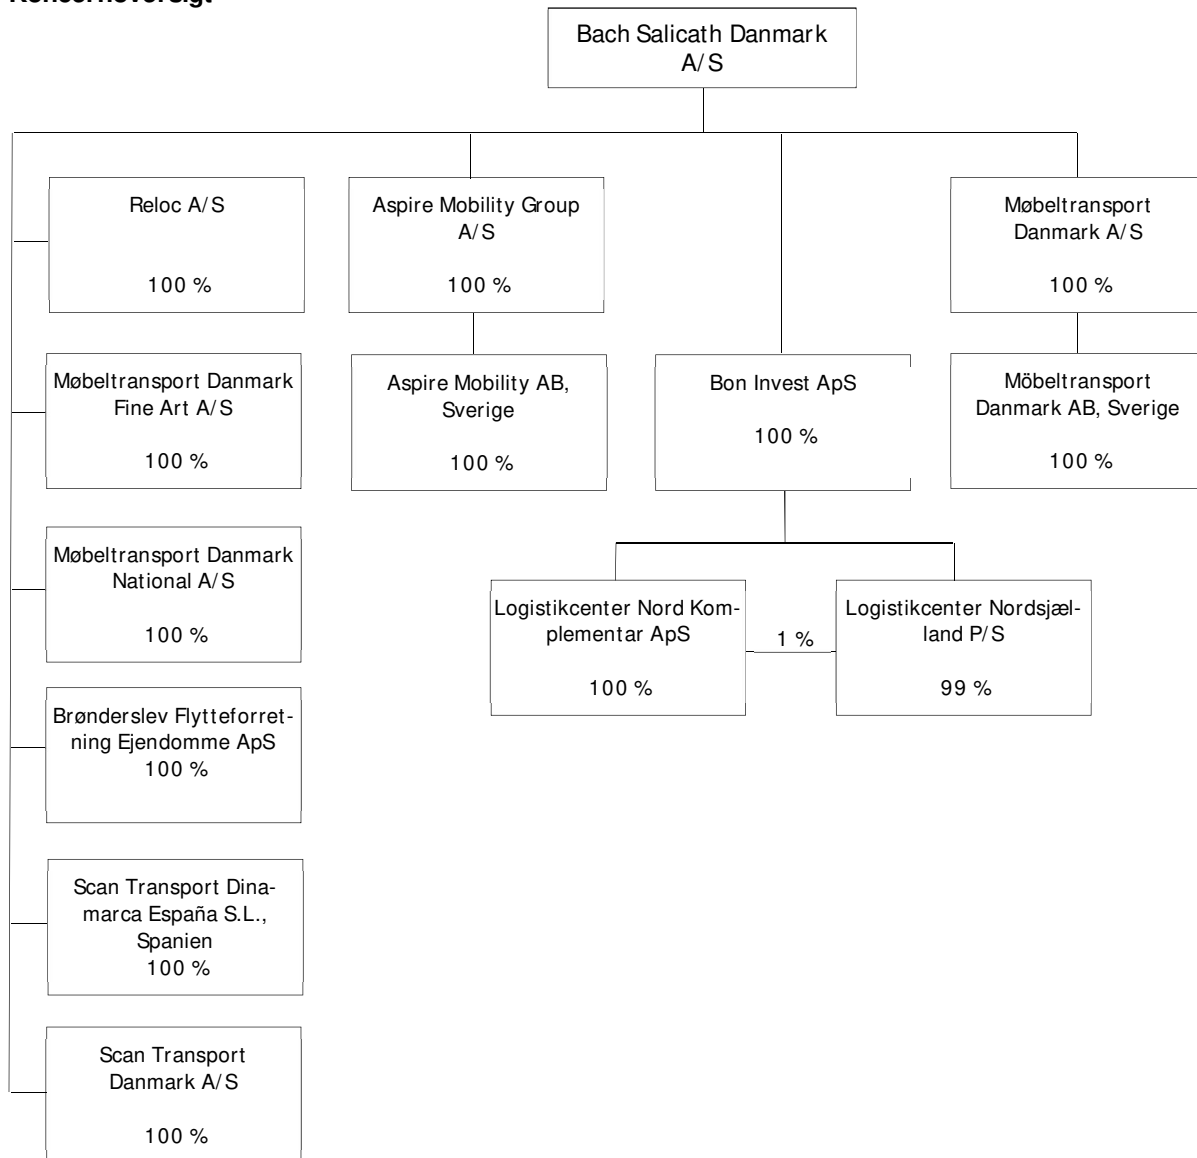 Koncernoversigt
Bach Salicath Danmark
A/S
Reloc A/S
100 %
Aspire Mobility Group
A/S
100 %
Møbeltransport
Danmark A/S
100 %
Møbeltransport Danmark
Fine Art A/S
100 %
Aspire Mobility AB,
Sverige
100 %
Bon Invest ApS
100 %
Möbeltransport
Danmark AB, Sverige
100 %
Møbeltransport Danmark
National A/S
100 %
Logistikcenter Nord Kom-
plementar ApS
100 %
1 %
Logistikcenter Nordsjæl-
land P/S
99 %
Brønderslev Flytteforret-
ning Ejendomme ApS
100 %
Scan Transport Dina-
marca España S.L.,
Spanien
100 %
Scan Transport
Danmark A/S
100 %